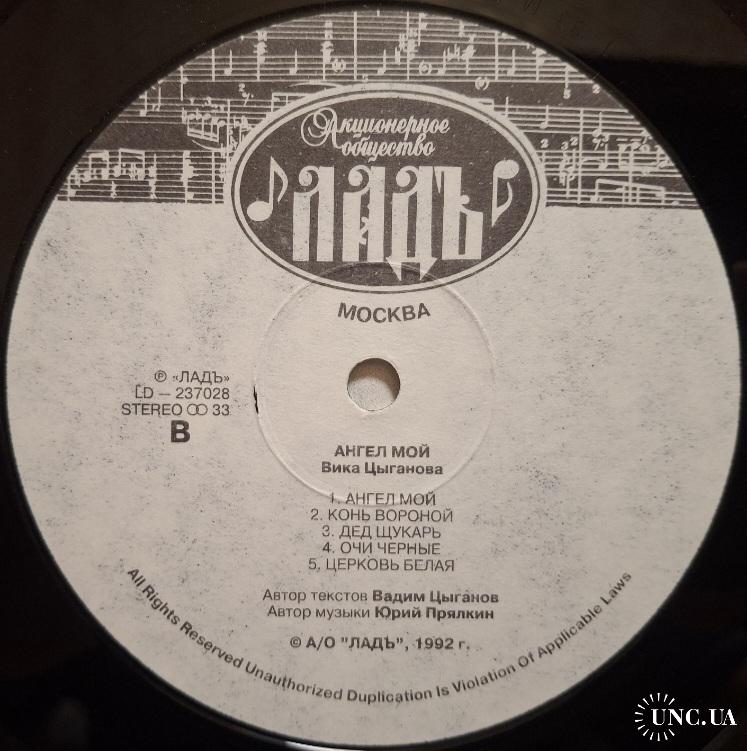 Акционерное
общество
ЛАДЪ
МОСКВА
℗ «ЛАДЪ»
LD – 237028
STEREO 33
B
АНГЕЛ МОЙ
Вика Цыганова
1. АНГЕЛ МОЙ
2. КОНЬ ВОРОНОЙ
3. ДЕД ЩУКАРЬ
4. ОЧИ ЧЕРНЫЕ
5. ЦЕРКОВЬ БЕЛАЯ
Автор текстов Вадим Цыганов
Автор музыки Юрий Прялкин
© А/О "ЛАДЪ", 1992 г.
All Rights Reserved Unauthorized Duplication Is Violation Of Applicable Laws
UNC.UA